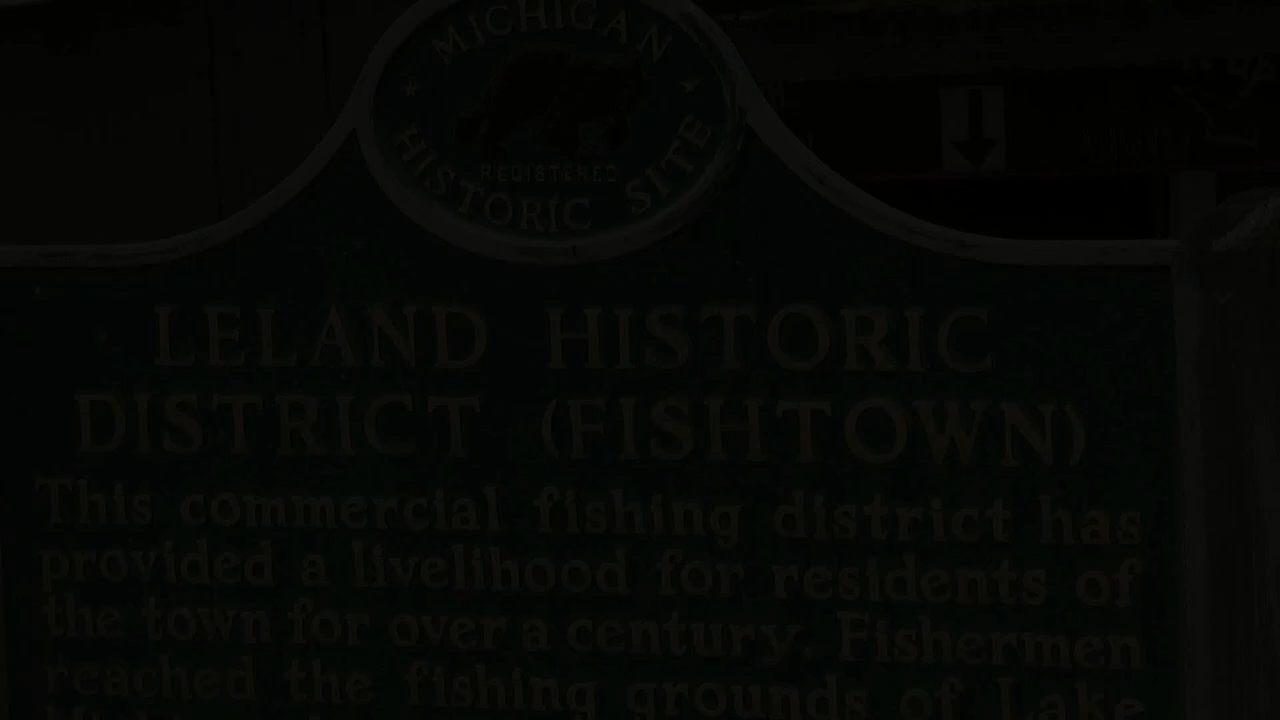 MICHIGAN
REGISTERED
HISTORIC SITE
LELAND HISTORIC
DISTRICT (FISHTOWN)
This commercial fishing district has
provided a livelihood for residents of
the town for over a century. Fishermen
reached the fishing grounds of Lake